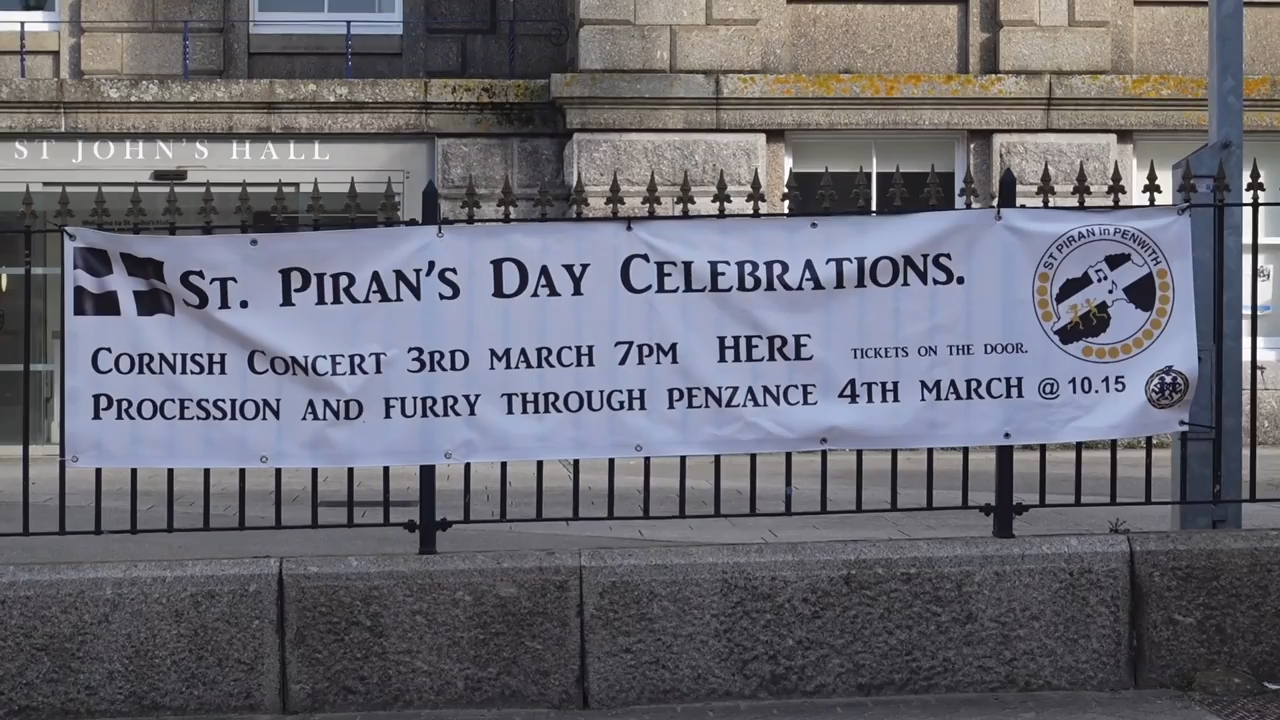 ST JOHN'S HALL
ST. PIRAN'S DAY CELEBRATIONS.
CORNISH CONCERT 3RD MARCH 7PM HERE TICKETS ON THE DOOR.
PROCESSION AND FURRY THROUGH PENZANCE 4TH MARCH @ 10.15
ST PIRAN in PENWITH